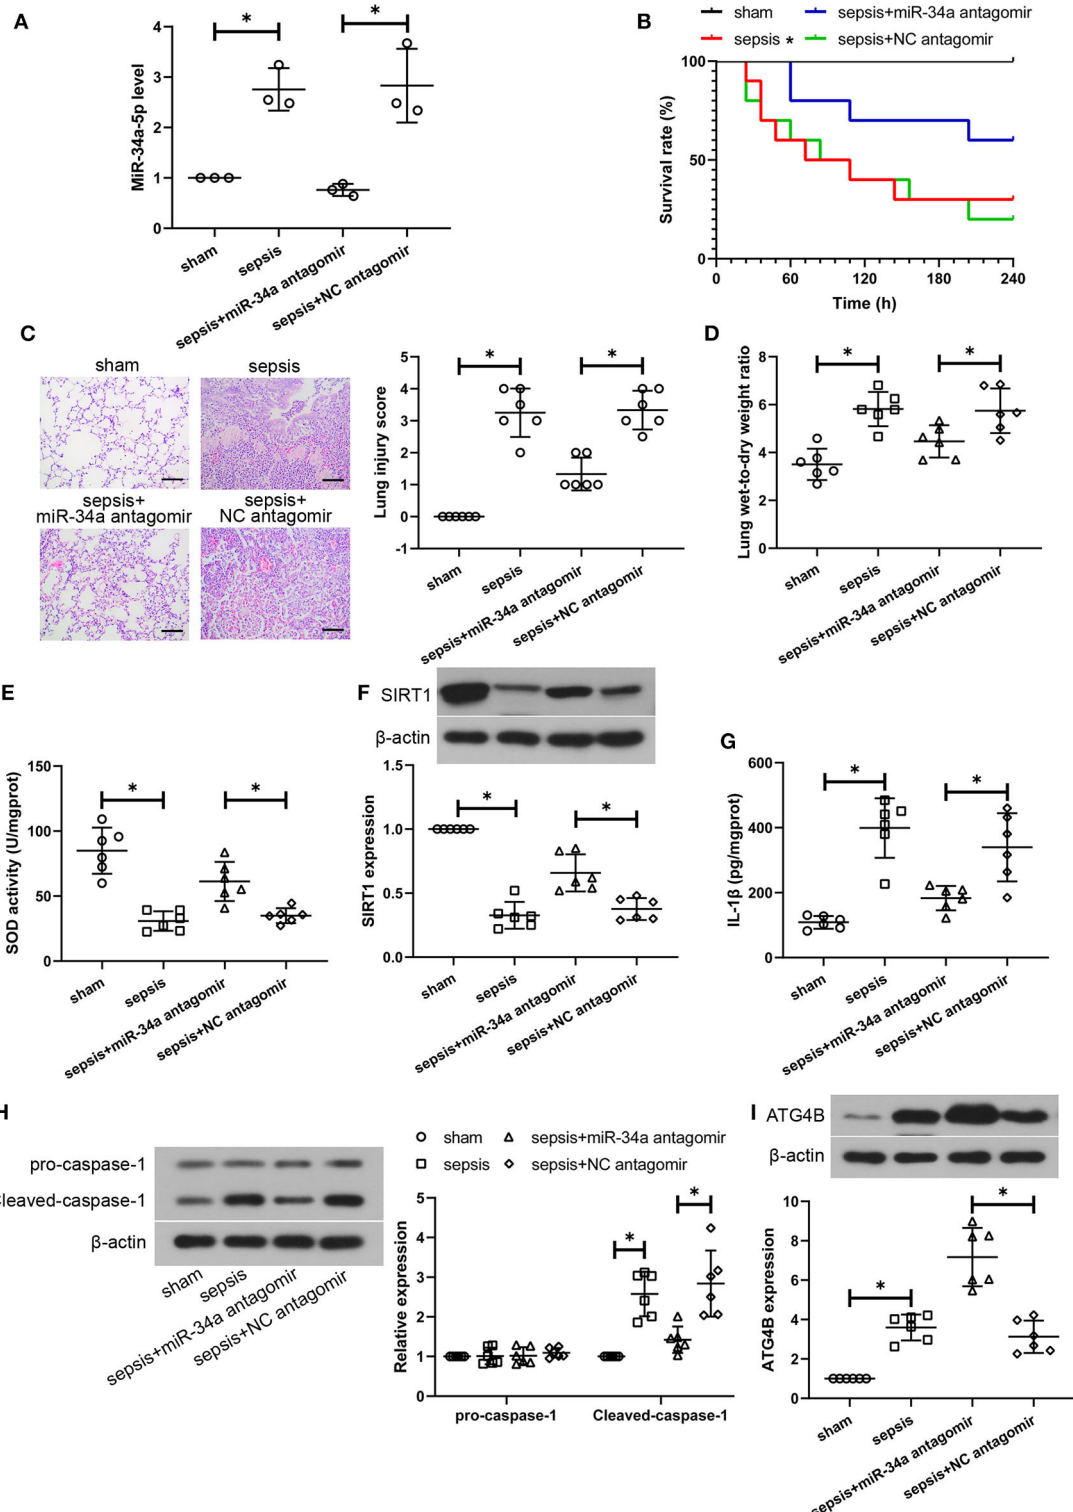 A
*
*
MiR-34a-5p level
4
3
2
1
0
sham
sepsis
sepsis+miR-34a antagomir
sepsis+NC antagomir
B
sham
sepsis+miR-34a antagomir
sepsis *
sepsis+NC antagomir
Survival rate (%)
100
50
0
0 60 120 180 240
Time (h)
C
sham
sepsis
sepsis+
miR-34a antagomir
sepsis+
NC antagomir
Lung injury score
5
4
3
2
1
0
-1
*
*
sham
sepsis
sepsis+miR-34a antagomir
sepsis+NC antagomir
D
Lung wet-to-dry weight ratio
8
6
4
2
0
*
*
sham
sepsis
sepsis+miR-34a antagomir
sepsis+NC antagomir
E
SOD activity (U/mgprot)
150
100
50
0
*
*
sham
sepsis
sepsis+miR-34a antagomir
sepsis+NC antagomir
F
SIRT1
β-actin
SIRT1 expression
1.5
1.0
0.5
0.0
*
*
sham
sepsis
sepsis+miR-34a antagomir
sepsis+NC antagomir
G
IL-1β (pg/mgprot)
600
400
200
0
*
*
sham
sepsis
sepsis+miR-34a antagomir
sepsis+NC antagomir
H
pro-caspase-1
Cleaved-caspase-1
β-actin
sham
sepsis
sepsis+miR-34a antagomir
sepsis+NC antagomir
sham
sepsis+miR-34a antagomir
sepsis
sepsis+NC antagomir
Relative expression
5
4
3
2
1
0
*
*
pro-caspase-1
Cleaved-caspase-1
I
ATG4B
β-actin
ATG4B expression
10
8
6
4
2
0
*
*
sham
sepsis
sepsis+miR-34a antagomir
sepsis+NC antagomir